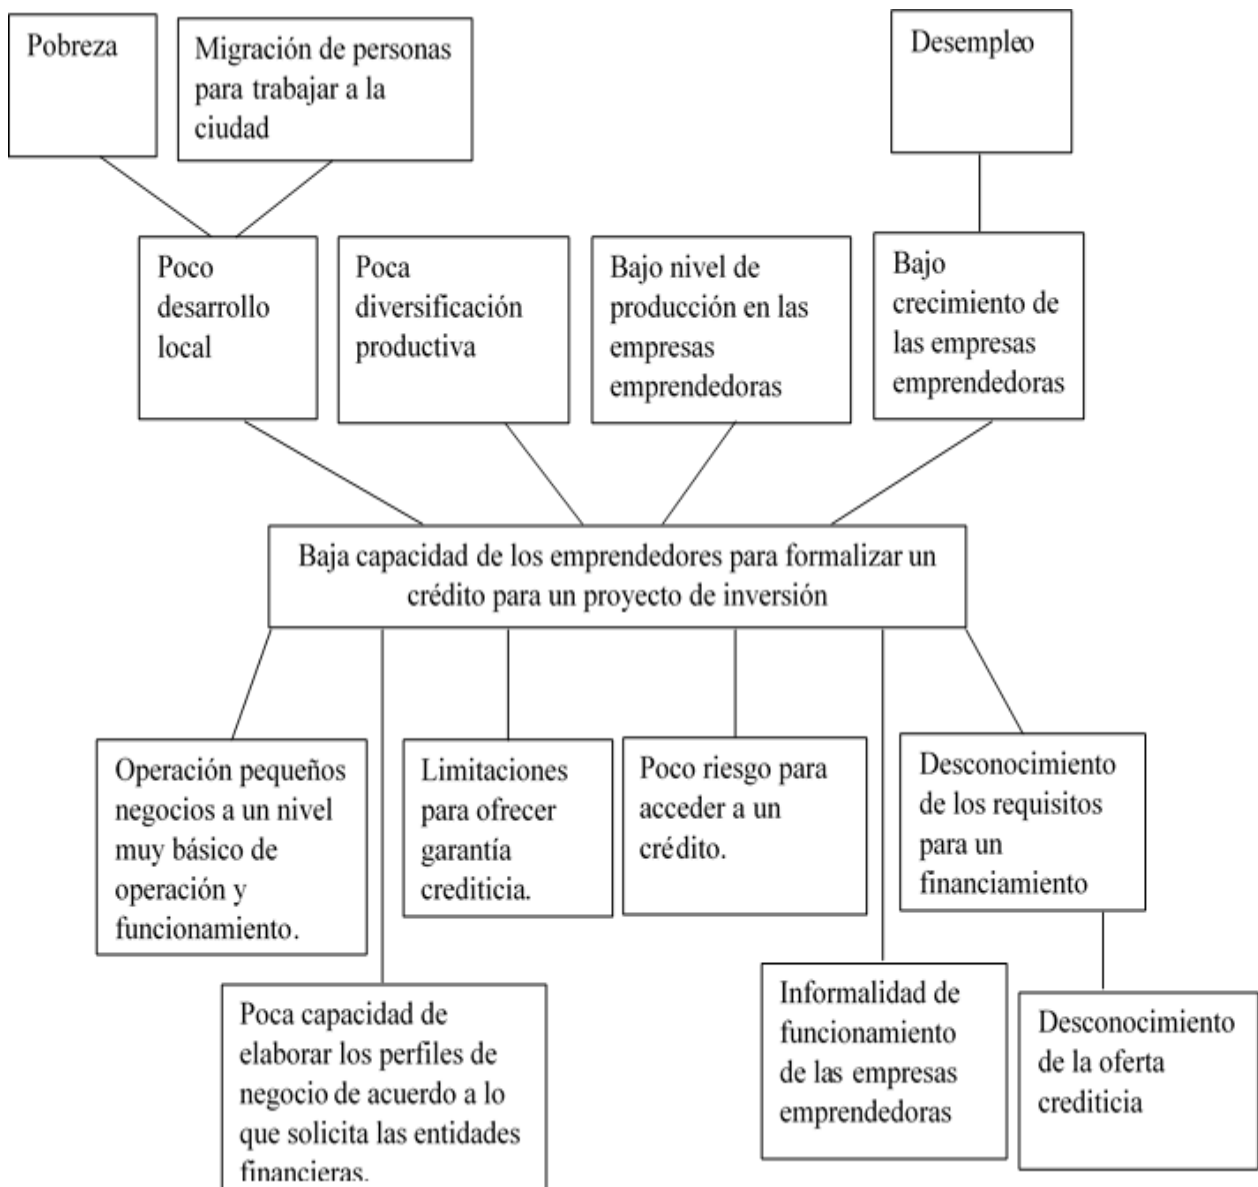 Pobreza
Migración de personas
para trabajar a la
ciudad
Desempleo
Poco
desarrollo
local
Poca
diversificación
productiva
Bajo nivel de
producción en las
empresas
emprendedoras
Bajo
crecimiento de
las empresas
emprendedoras
Baja capacidad de los emprendedores para formalizar un
crédito para un proyecto de inversión
Operación pequeños
negocios a un nivel
muy básico de
operación y
funcionamiento.
Limitaciones
para ofrecer
garantía
crediticia.
Poco riesgo para
acceder a un
crédito.
Desconocimiento
de los requisitos
para un
financiamiento
Poca capacidad de
elaborar los perfiles de
negocio de acuerdo a lo
que solicita las entidades
financieras.
Informalidad de
funcionamiento
de las empresas
emprendedoras
Desconocimiento
de la oferta
crediticia